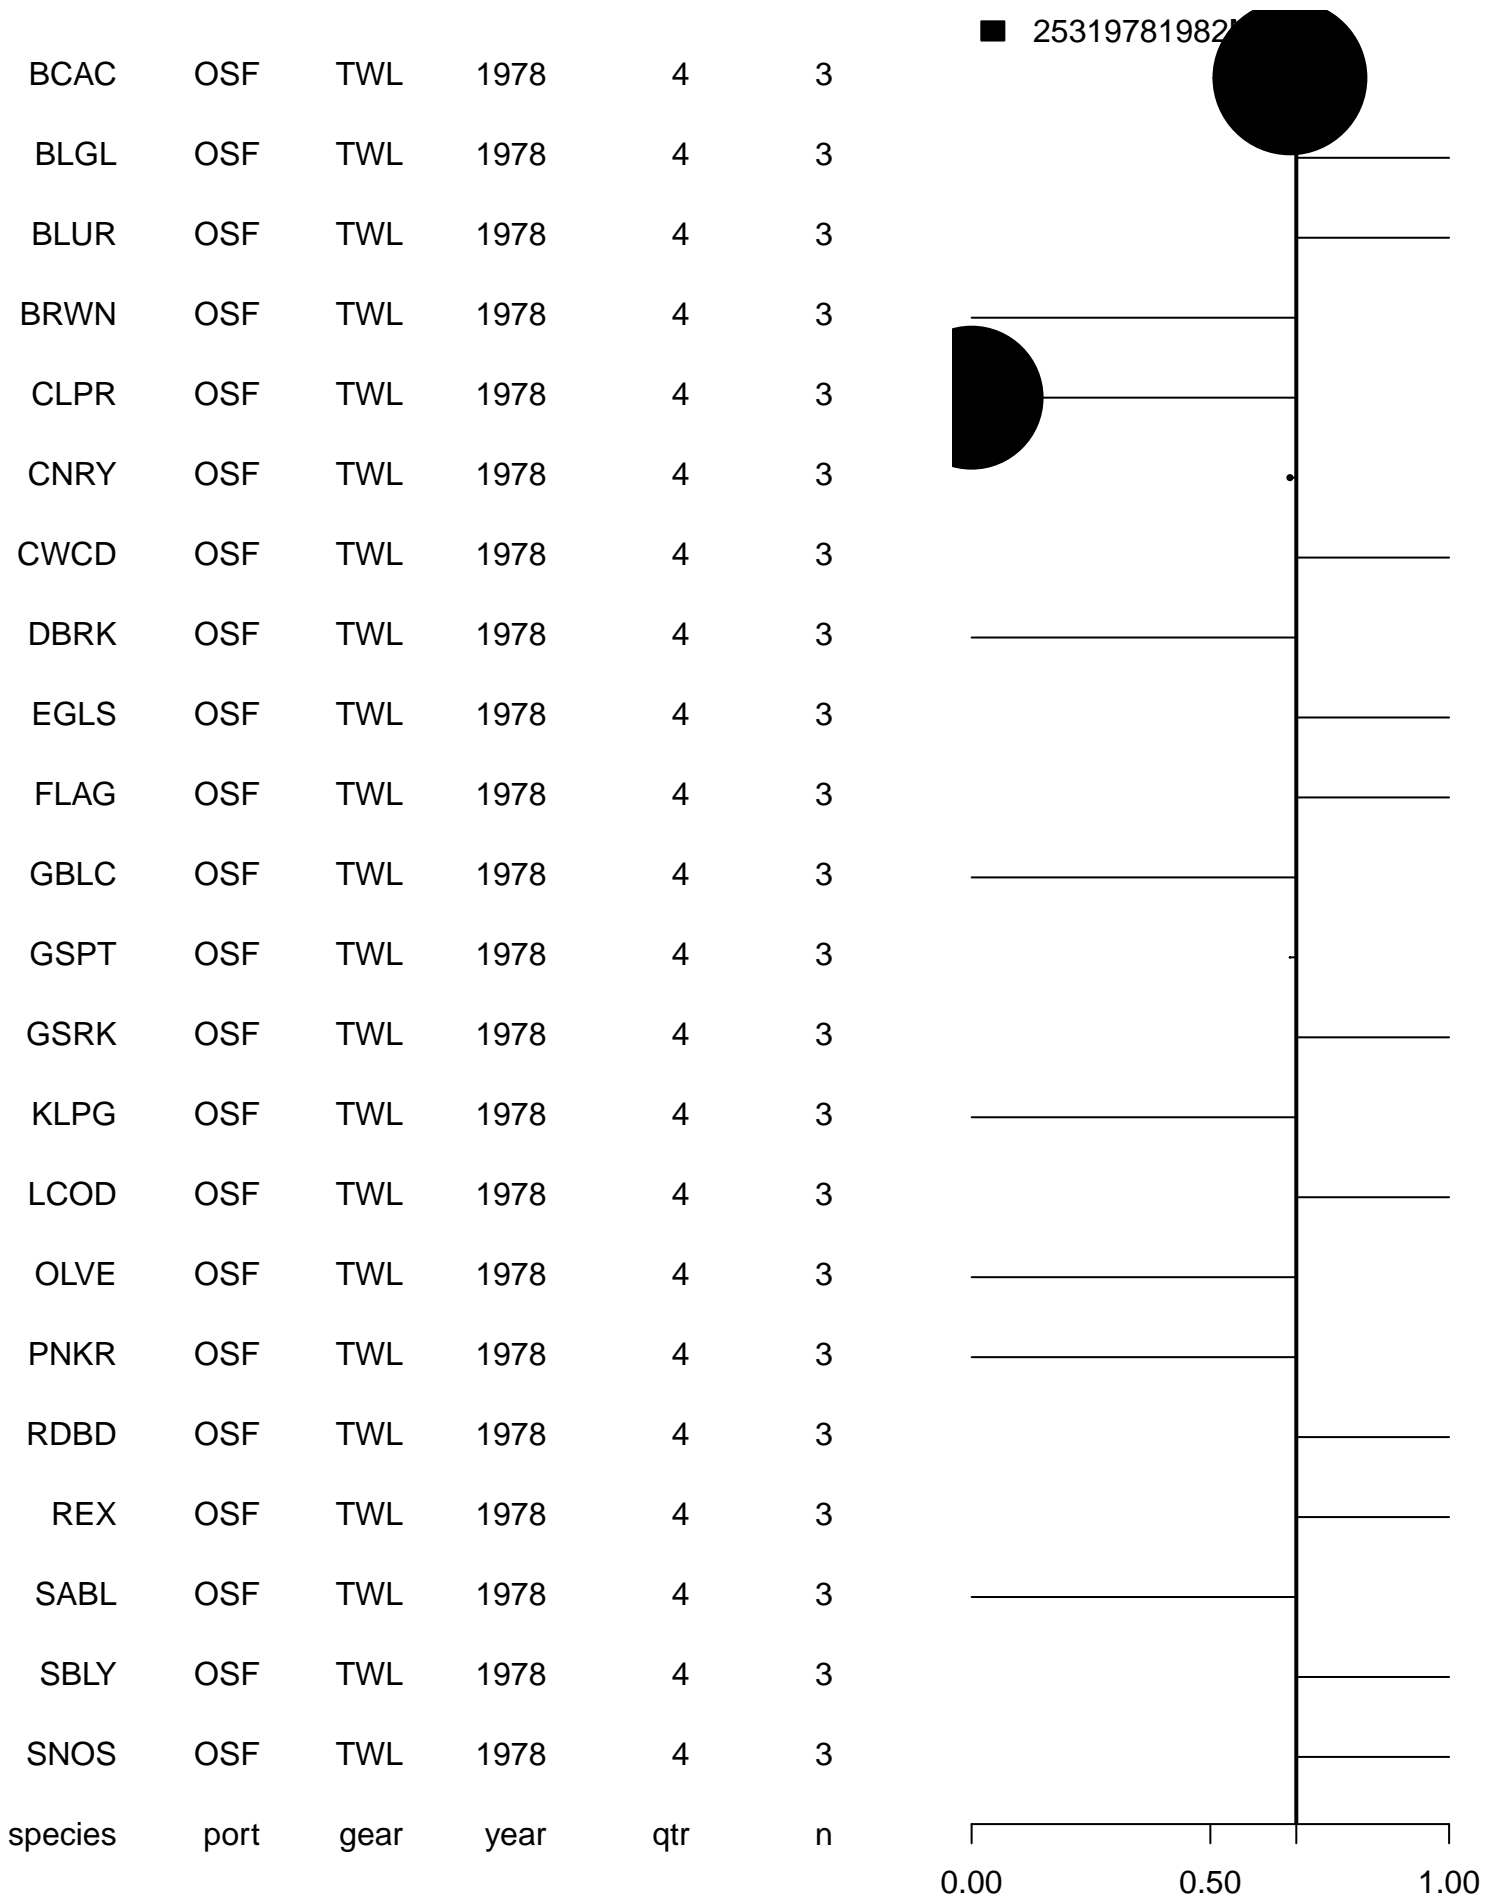 25319781982
BCAC OSF TWL 1978 4 3
BLGL OSF TWL 1978 4 3
BLUR OSF TWL 1978 4 3
BRWN OSF TWL 1978 4 3
CLPR OSF TWL 1978 4 3
CNRY OSF TWL 1978 4 3
CWCD OSF TWL 1978 4 3
DBRK OSF TWL 1978 4 3
EGLS OSF TWL 1978 4 3
FLAG OSF TWL 1978 4 3
GBLC OSF TWL 1978 4 3
GSPT OSF TWL 1978 4 3
GSRK OSF TWL 1978 4 3
KLPG OSF TWL 1978 4 3
LCOD OSF TWL 1978 4 3
OLVE OSF TWL 1978 4 3
PNKR OSF TWL 1978 4 3
RDBD OSF TWL 1978 4 3
REX OSF TWL 1978 4 3
SABL OSF TWL 1978 4 3
SBLY OSF TWL 1978 4 3
SNOS OSF TWL 1978 4 3
species port gear year qtr n
0.00 0.50 1.00